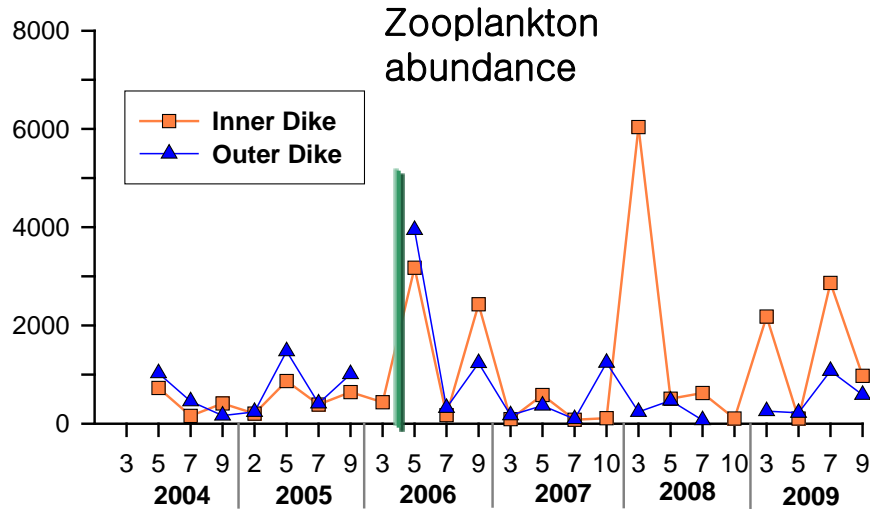 Zooplankton
abundance
8000
6000
4000
2000
0
Inner Dike
Outer Dike
3 5 7 9 2 5 7 9 3 5 7 9 3 5 7 10 3 5 7 10 3 5 7 9
2004 2005 2006 2007 2008 2009